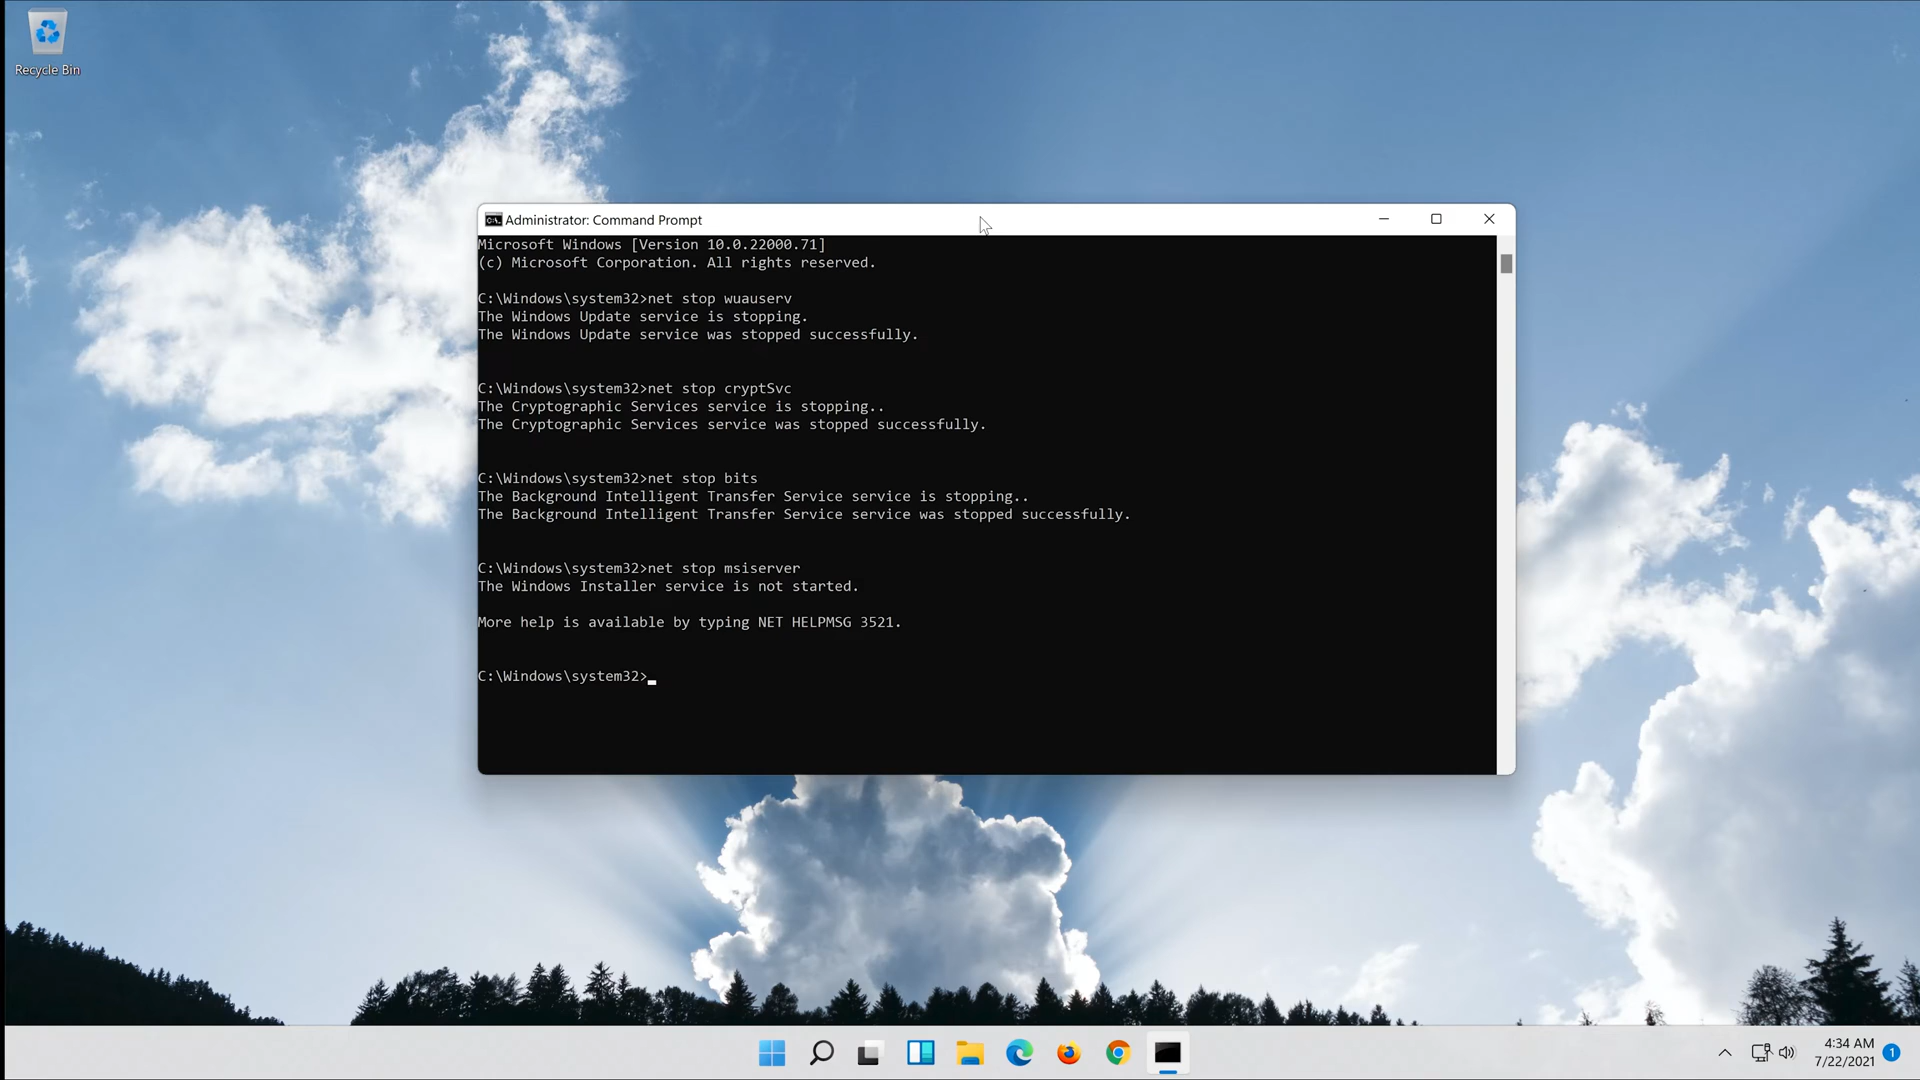 Recycle Bin
Administrator: Command Prompt
Microsoft Windows [Version 10.0.22000.71]
(c) Microsoft Corporation. All rights reserved.
C:\Windows\system32>net stop wuauserv
The Windows Update service is stopping.
The Windows Update service was stopped successfully.
C:\Windows\system32>net stop cryptSvc
The Cryptographic Services service is stopping..
The Cryptographic Services service was stopped successfully.
C:\Windows\system32>net stop bits
The Background Intelligent Transfer Service service is stopping..
The Background Intelligent Transfer Service service was stopped successfully.
C:\Windows\system32>net stop msiserver
The Windows Installer service is not started.
More help is available by typing NET HELPMSG 3521.
C:\Windows\system32>
4:34 AM
7/22/2021
1